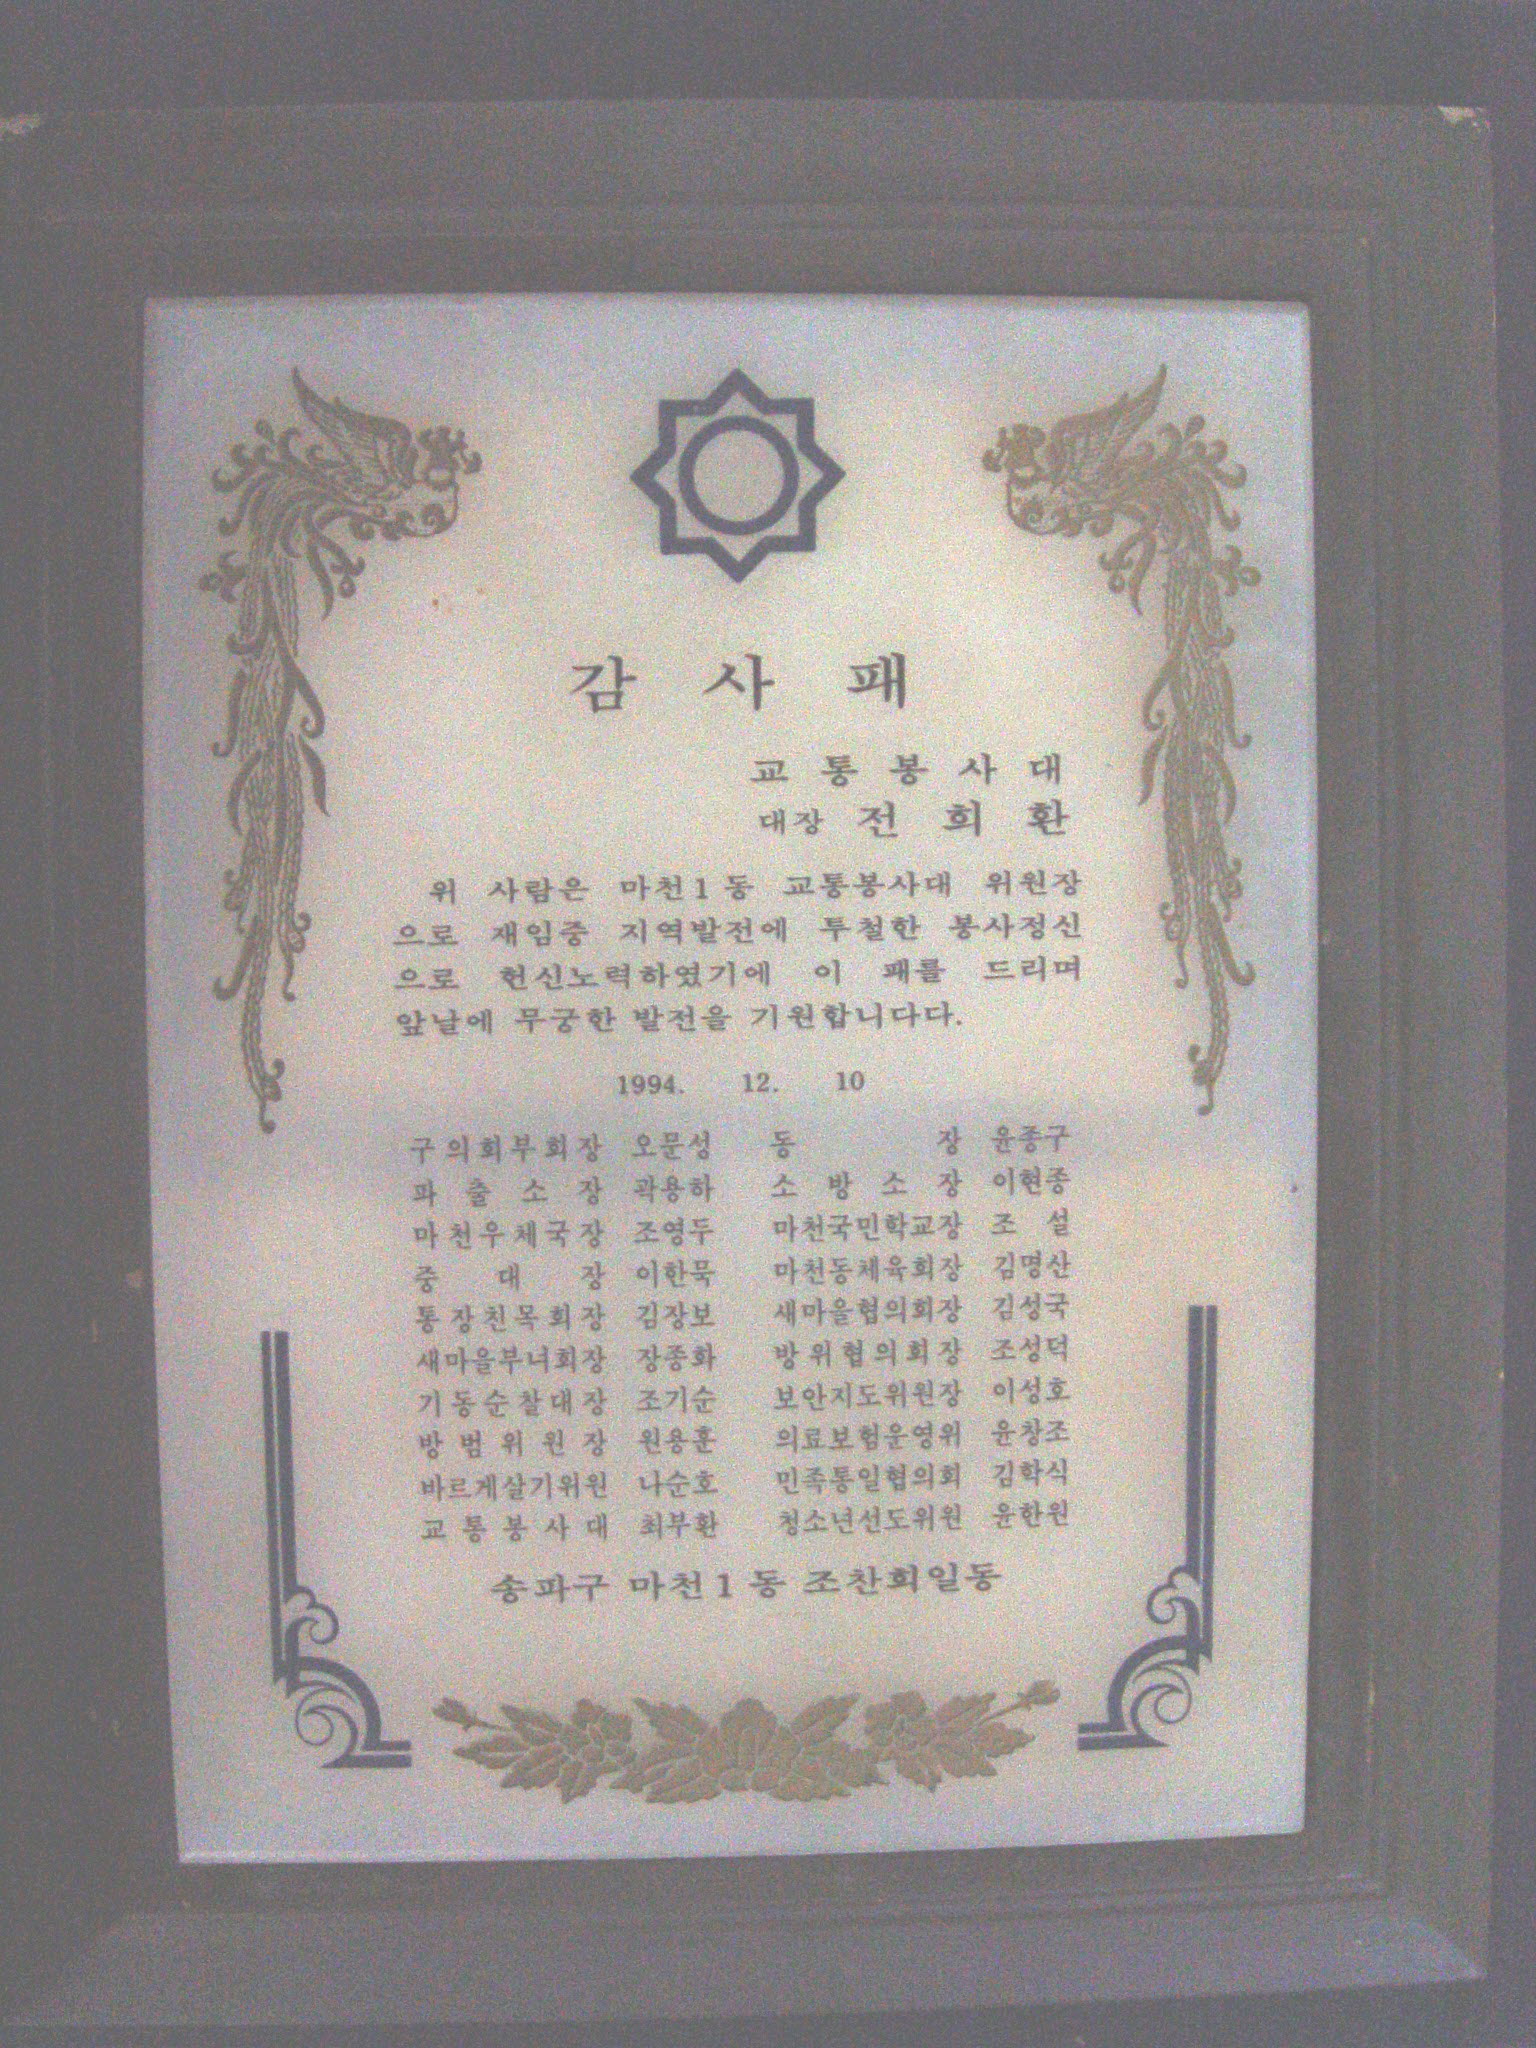 감 사 패
교 통 봉 사 대
대장 전 희 환
위 사람은 마천1동 교통봉사대 위원장
으로 재임중 지역발전에 투철한 봉사정신
으로 헌신노력하였기에 이 패를 드리며
앞날에 무궁한 발전을 기원합니다다.
1994. 12. 10
구의회부회장 오문성 동 장 윤종구
파 출 소 장 곽용하 소 방 소 장 이현종
마천우체국장 조영두 마천국민학교장 조 설
중 대 장 이한묵 마천동체육회장 김명산
통장친목회장 김장보 새마을협의회장 김성국
새마을부녀회장 장종화 방위협의회장 조성덕
기동순찰대장 조기순 보안지도위원장 이성호
방 범 위 원 장 원용훈 의료보험운영위 윤창조
바르게살기위원 나순호 민족통일협의회 김학식
교 통 봉 사 대 최부환 청소년선도위원 윤한원
송파구 마천1동 조찬회일동